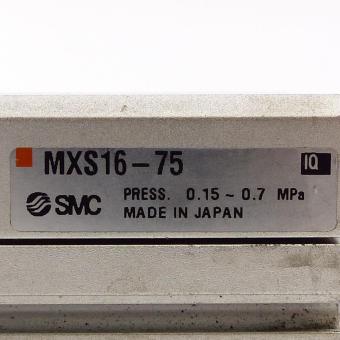 MXS16-75 IQ
SMC PRESS. 0.15 ~ 0.7 MPa
MADE IN JAPAN